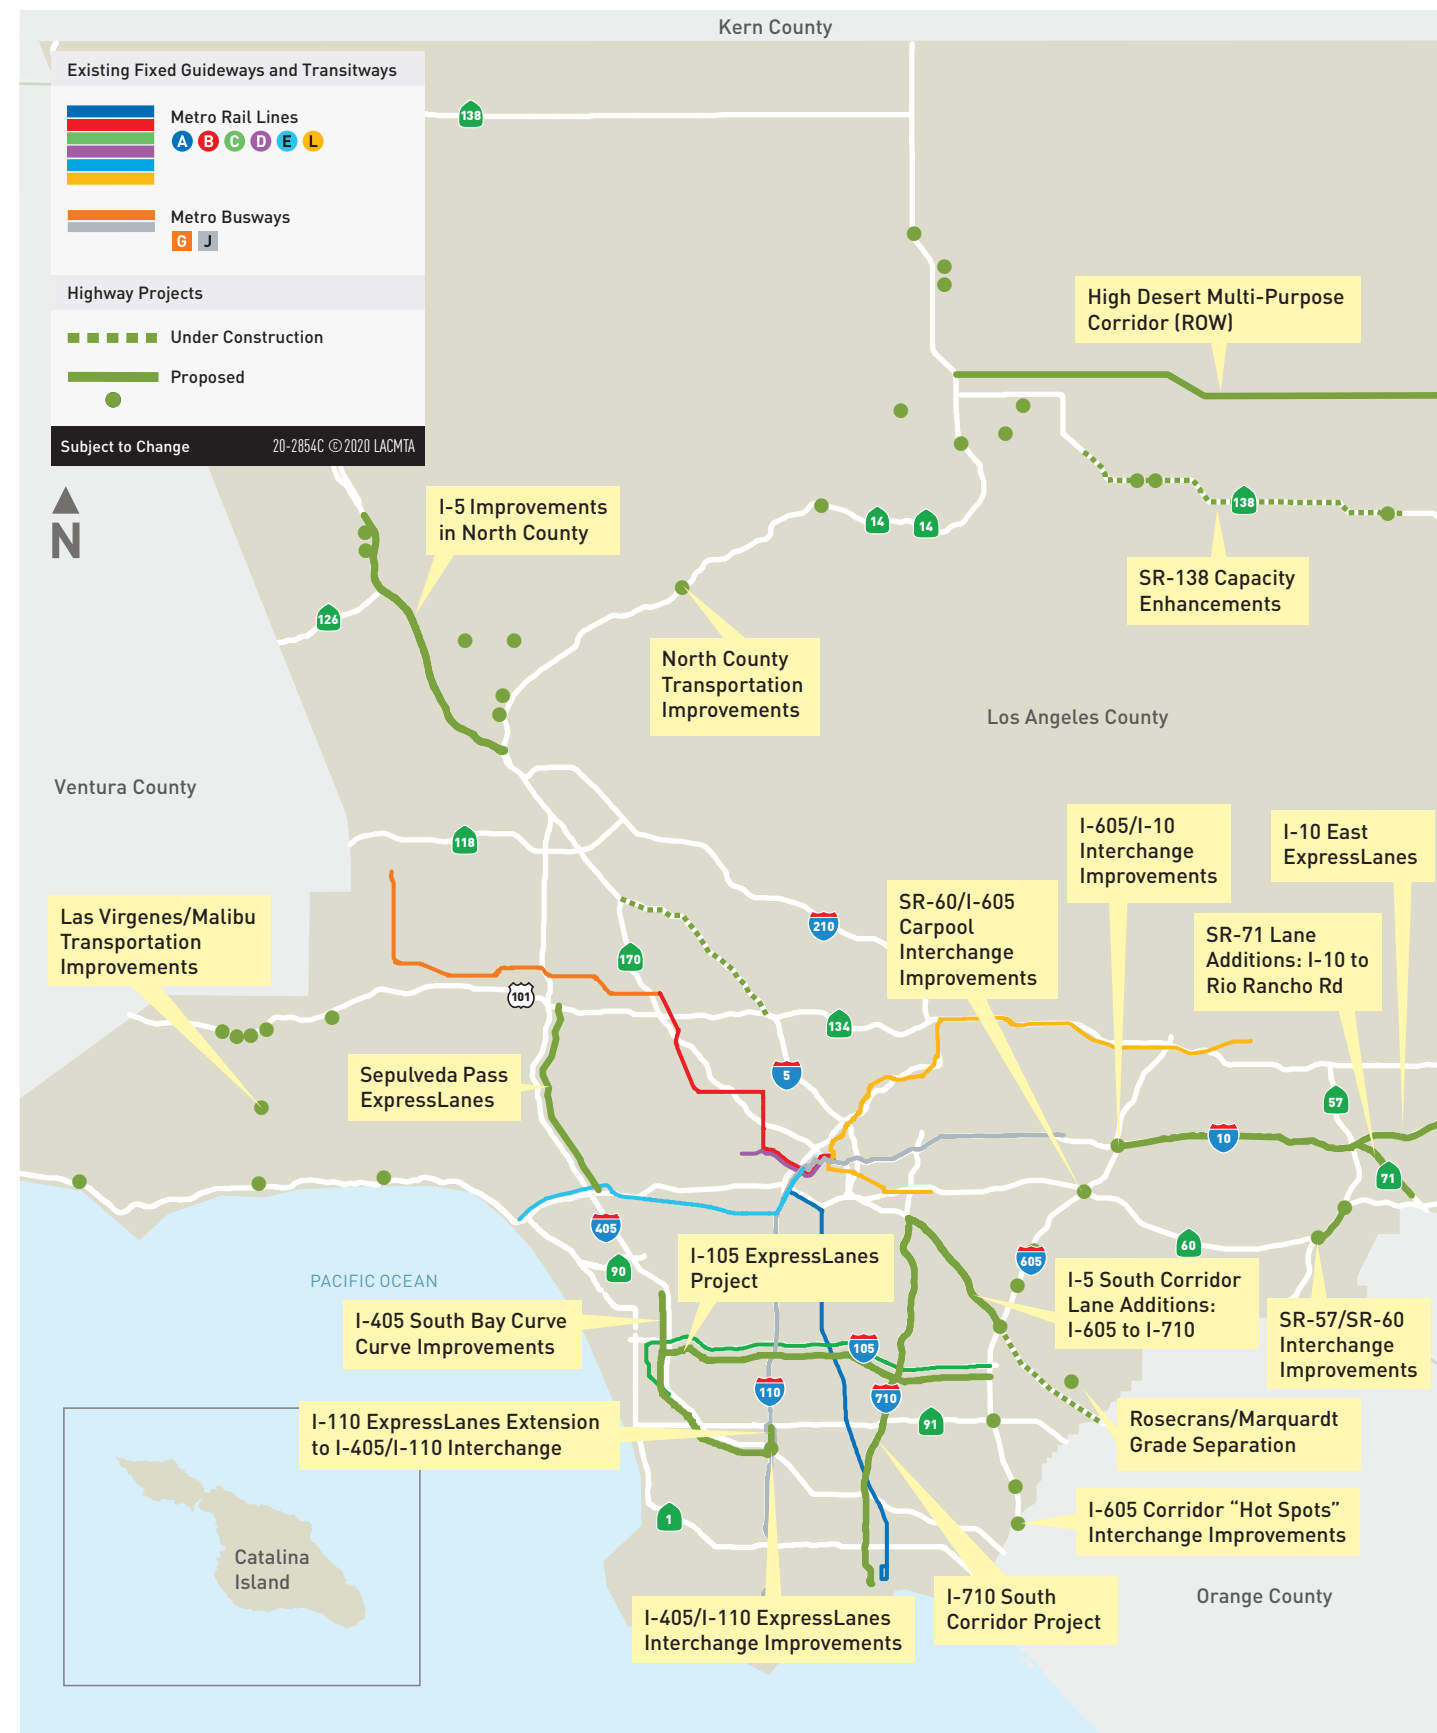 Kern County
Existing Fixed Guideways and Transitways
Metro Rail Lines
A B C D E L
Metro Busways
G J
Highway Projects
Under Construction
Proposed
Subject to Change
20-2854C ©2020 LACMTA
N
138
High Desert Multi-Purpose
Corridor (ROW)
I-5 Improvements
in North County
14
14
138
SR-138 Capacity
Enhancements
126
North County
Transportation
Improvements
Los Angeles County
Ventura County
118
I-605/I-10
Interchange
Improvements
I-10 East
ExpressLanes
Las Virgenes/Malibu
Transportation
Improvements
SR-60/I-605
Carpool
Interchange
Improvements
SR-71 Lane
Additions: I-10 to
Rio Rancho Rd
210
170
101
134
Sepulveda Pass
ExpressLanes
5
57
10
71
405
60
90
605
I-105 ExpressLanes
Project
PACIFIC OCEAN
I-5 South Corridor
Lane Additions:
I-605 to I-710
I-405 South Bay Curve
Curve Improvements
SR-57/SR-60
Interchange
Improvements
105
110
710
91
I-110 ExpressLanes Extension
to I-405/I-110 Interchange
Rosecrans/Marquardt
Grade Separation
1
I-605 Corridor “Hot Spots”
Interchange Improvements
Catalina
Island
I-710 South
Corridor Project
Orange County
I-405/I-110 ExpressLanes
Interchange Improvements